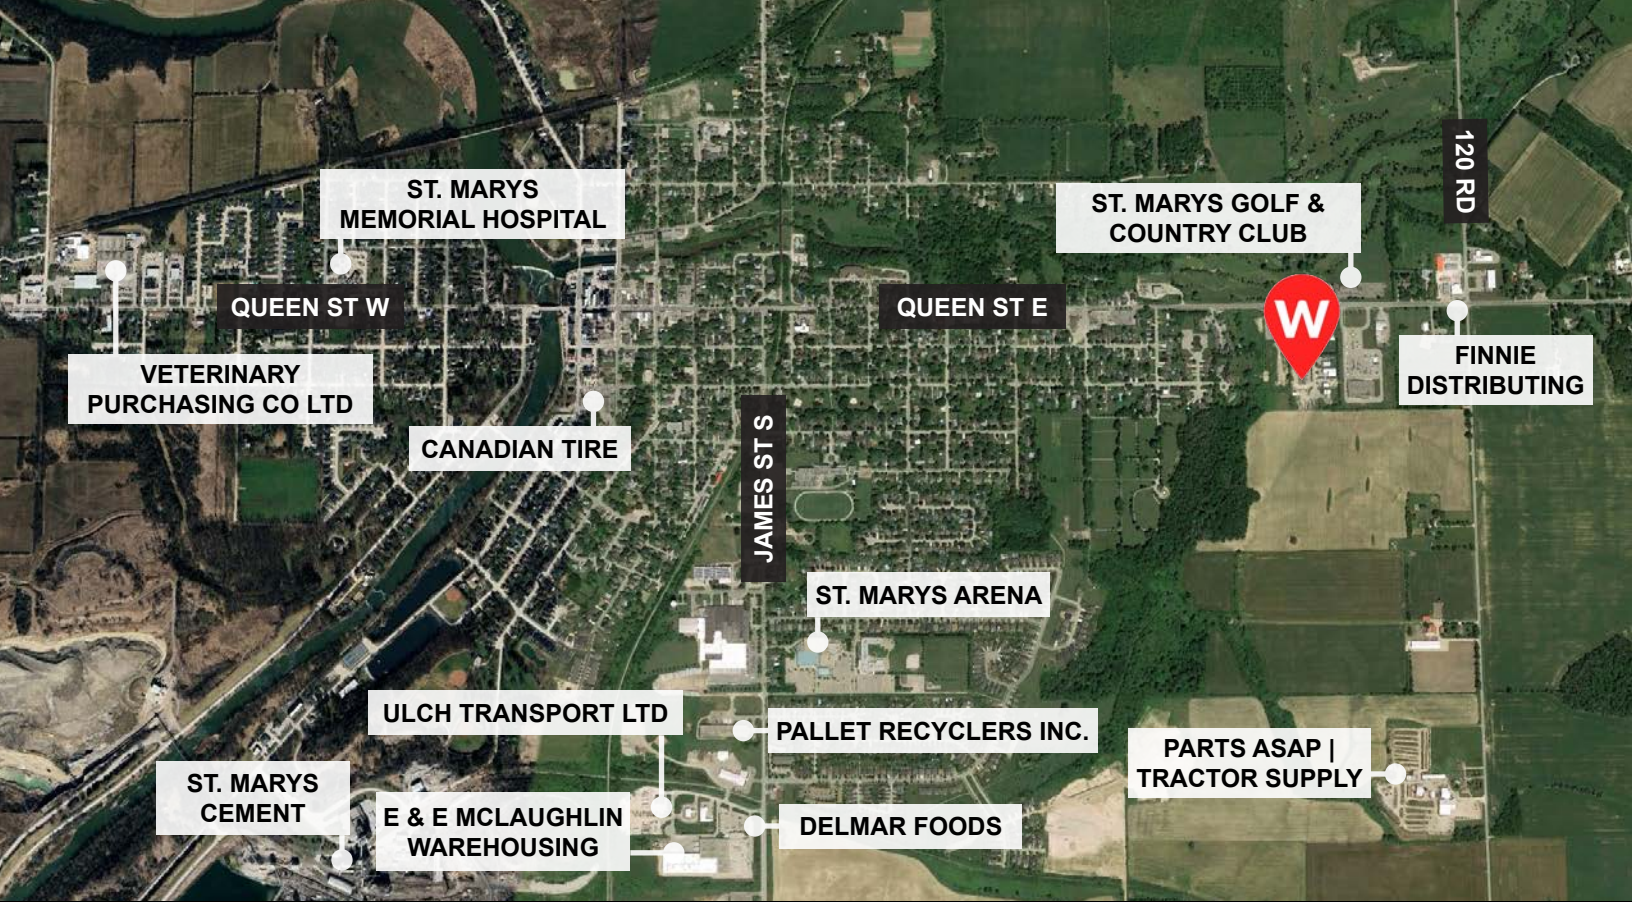 120 RD
ST. MARYS
MEMORIAL HOSPITAL
ST. MARYS GOLF &
COUNTRY CLUB
QUEEN ST W
QUEEN ST E
W
VETERINARY
PURCHASING CO LTD
FINNIE
DISTRIBUTING
CANADIAN TIRE
JAMES ST S
ST. MARYS ARENA
ULCH TRANSPORT LTD
PALLET RECYCLERS INC.
PARTS ASAP |
TRACTOR SUPPLY
ST. MARYS
CEMENT
E & E MCLAUGHLIN
WAREHOUSING
DELMAR FOODS